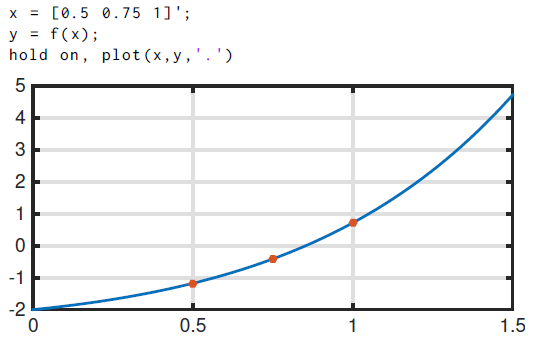 x = [0.5 0.75 1]';
y = f(x);
hold on, plot(x,y,'.')
5
4
3
2
1
0
-1
-2
0 0.5 1 1.5